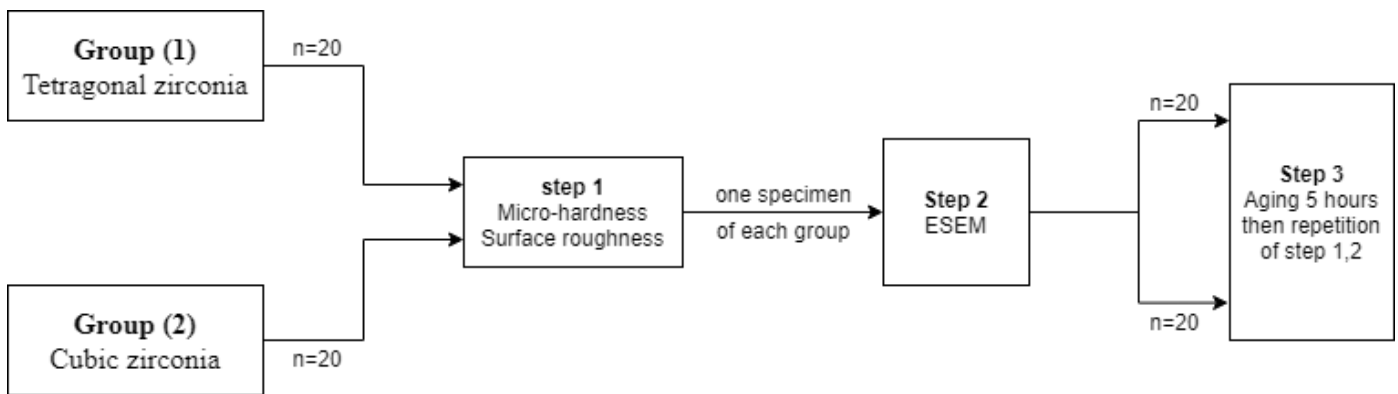 Group (1)
Tetragonal zirconia
n=20
Group (2)
Cubic zirconia
n=20
step 1
Micro-hardness
Surface roughness
one specimen
of each group
Step 2
ESEM
n=20
n=20
Step 3
Aging 5 hours
then repetition
of step 1,2